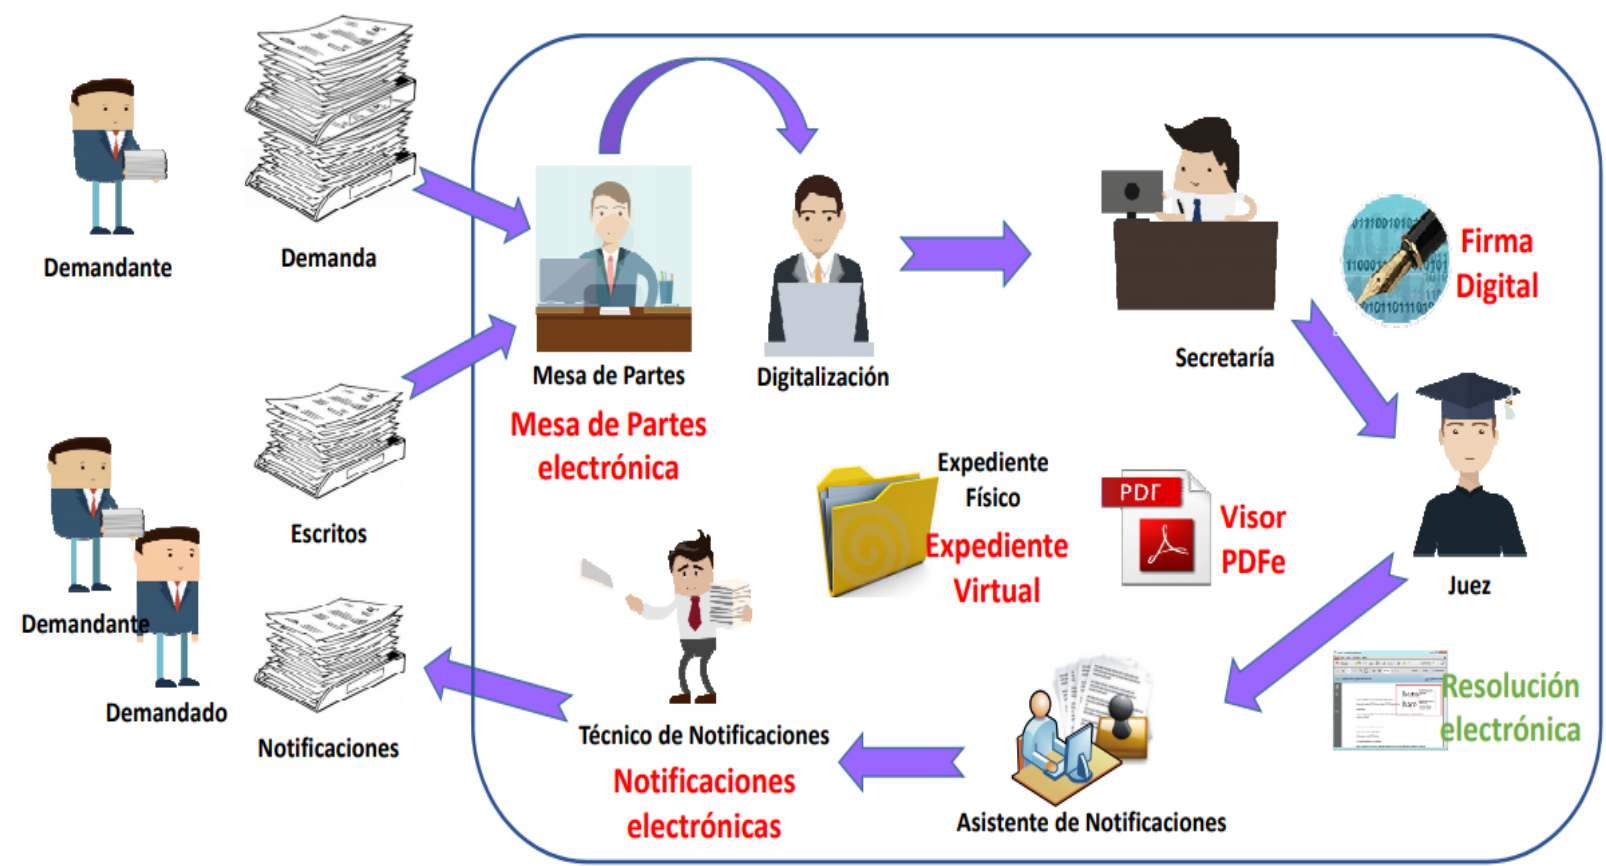 Demandante
Demanda
Mesa de Partes
Mesa de Partes
electrónica
Digitalización
Secretaría
Firma
Digital
Escritos
Demandante
Demandado
Expediente
Físico
Expediente
Virtual
PDF
Visor
PDFe
Juez
Resolución
electrónica
Notificaciones
Técnico de Notificaciones
Notificaciones
electrónicas
Asistente de Notificaciones